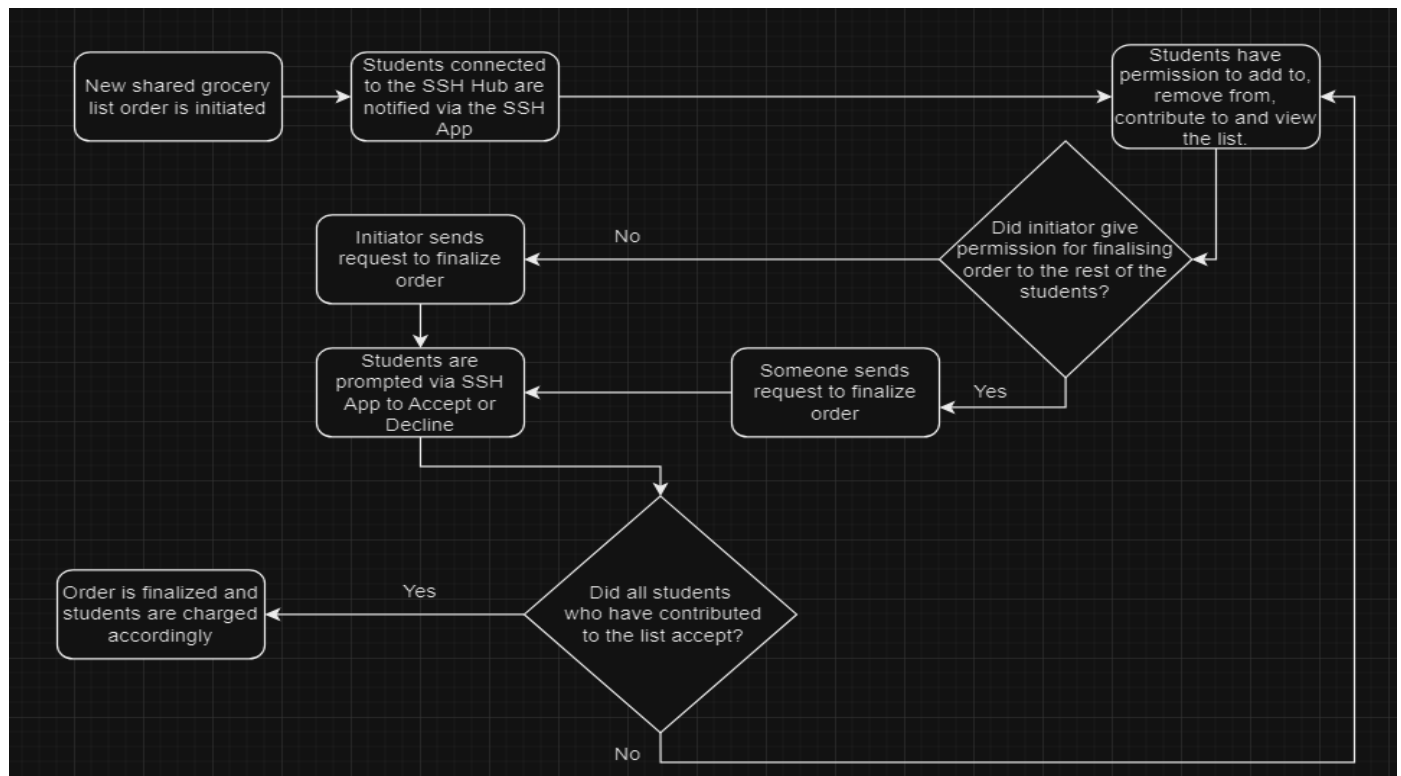 New shared grocery
list order is initiated
Students connected
to the SSH Hub are
notified via the SSH
App
Students have
permission to add to,
remove from,
contribute to and view
the list.
Did initiator give
permission for finalising
order to the rest of the
students?
No
Initiator sends
request to finalize
order
Yes
Someone sends
request to finalize
order
Students are
prompted via SSH
App to Accept or
Decline
Did all students
who have contributed
to the list accept?
Yes
Order is finalized and
students are charged
accordingly
No